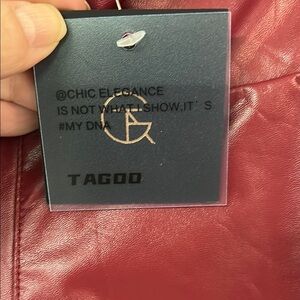 @CHIC ELEGANCE
IS NOT WHAT I SHOW.IT'S
#MY DNA
TAGOO